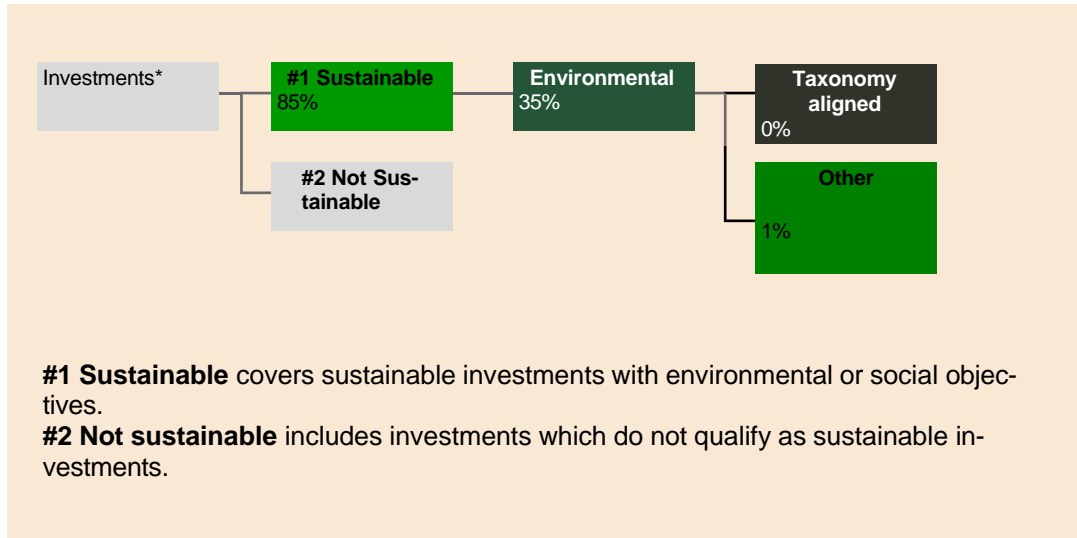 Investments*
#1 Sustainable
85%
Environmental
35%
Taxonomy
aligned
0%
#2 Not Sus-
tainable
Other
1%
#1 Sustainable covers sustainable investments with environmental or social objec-
tives.
#2 Not sustainable includes investments which do not qualify as sustainable in-
vestments.